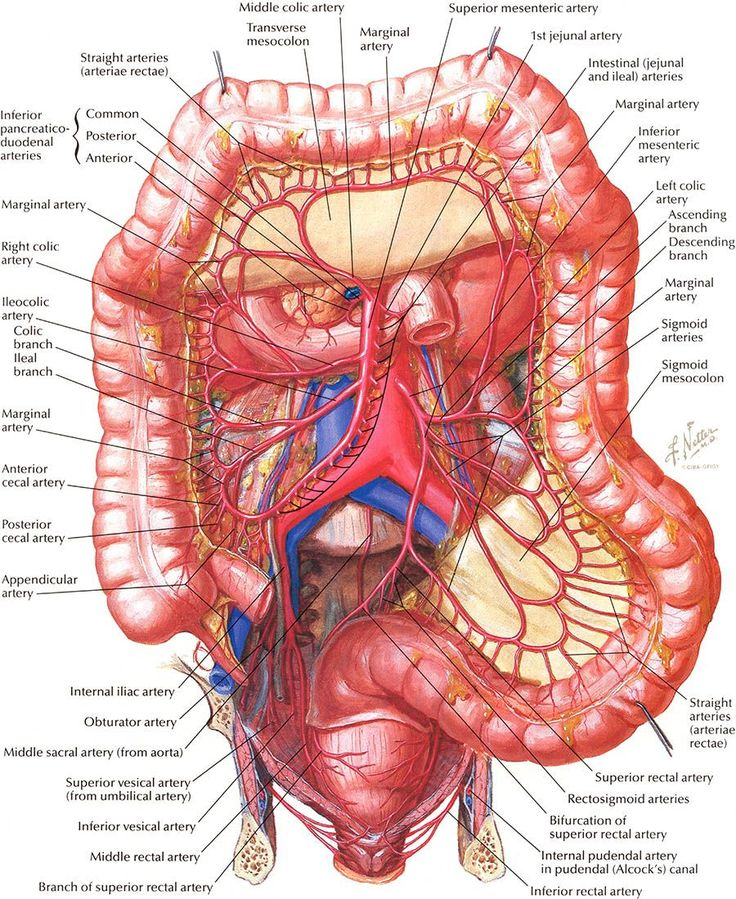 Middle colic artery
Transverse
mesocolon
Marginal
artery
Superior mesenteric artery
1st jejunal artery
Straight arteries
(arteriae rectae)
Intestinal (jejunal
and ileal) arteries
Inferior
pancreatico-
duodenal
arteries
Common
Posterior
Anterior
Marginal artery
Inferior
mesenteric
artery
Left colic
artery
Ascending
branch
Descending
branch
Marginal artery
Right colic
artery
Marginal
artery
Ileocolic
artery
Colic
branch
Ileal
branch
Sigmoid
arteries
Sigmoid
mesocolon
Marginal
artery
F. Netter
M.D.
©CIBA-GEIGY
Anterior
cecal artery
Posterior
cecal artery
Appendicular
artery
Internal iliac artery
Obturator artery
Middle sacral artery (from aorta)
Superior vesical artery
(from umbilical artery)
Inferior vesical artery
Middle rectal artery
Branch of superior rectal artery
Straight
arteries
(arteriae
rectae)
Superior rectal artery
Rectosigmoid arteries
Bifurcation of
superior rectal artery
Internal pudendal artery
in pudendal (Alcock's) canal
Inferior rectal artery